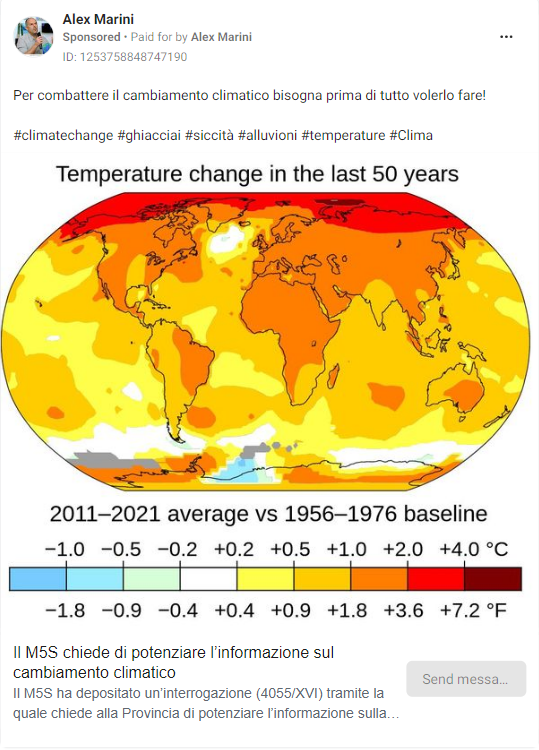 Alex Marini
Sponsored • Paid for by Alex Marini
ID: 1253758848747190
Per combattere il cambiamento climatico bisogna prima di tutto volerlo fare!
#climatechange #ghiacciai #siccità #alluvioni #temperature #Clima
Temperature change in the last 50 years
2011–2021 average vs 1956–1976 baseline
−1.0 −0.5 −0.2 +0.2 +0.5 +1.0 +2.0 +4.0 °C
−1.8 −0.9 −0.4 +0.4 +0.9 +1.8 +3.6 +7.2 °F
Il M5S chiede di potenziare l'informazione sul
cambiamento climatico
Il M5S ha depositato un'interrogazione (4055/XVI) tramite la
quale chiede alla Provincia di potenziare l'informazione sulla…
Send messa…